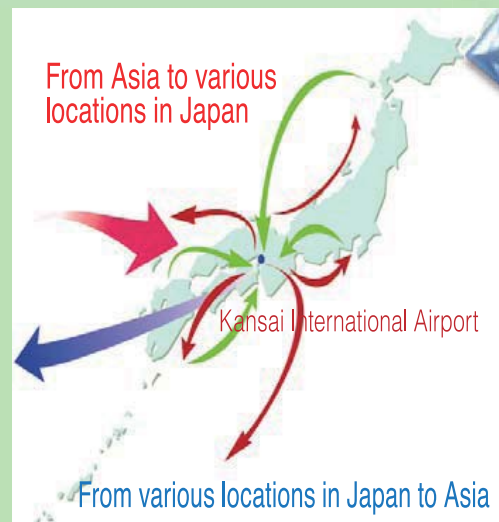 From Asia to various
locations in Japan
Kansai International Airport
From various locations in Japan to Asia